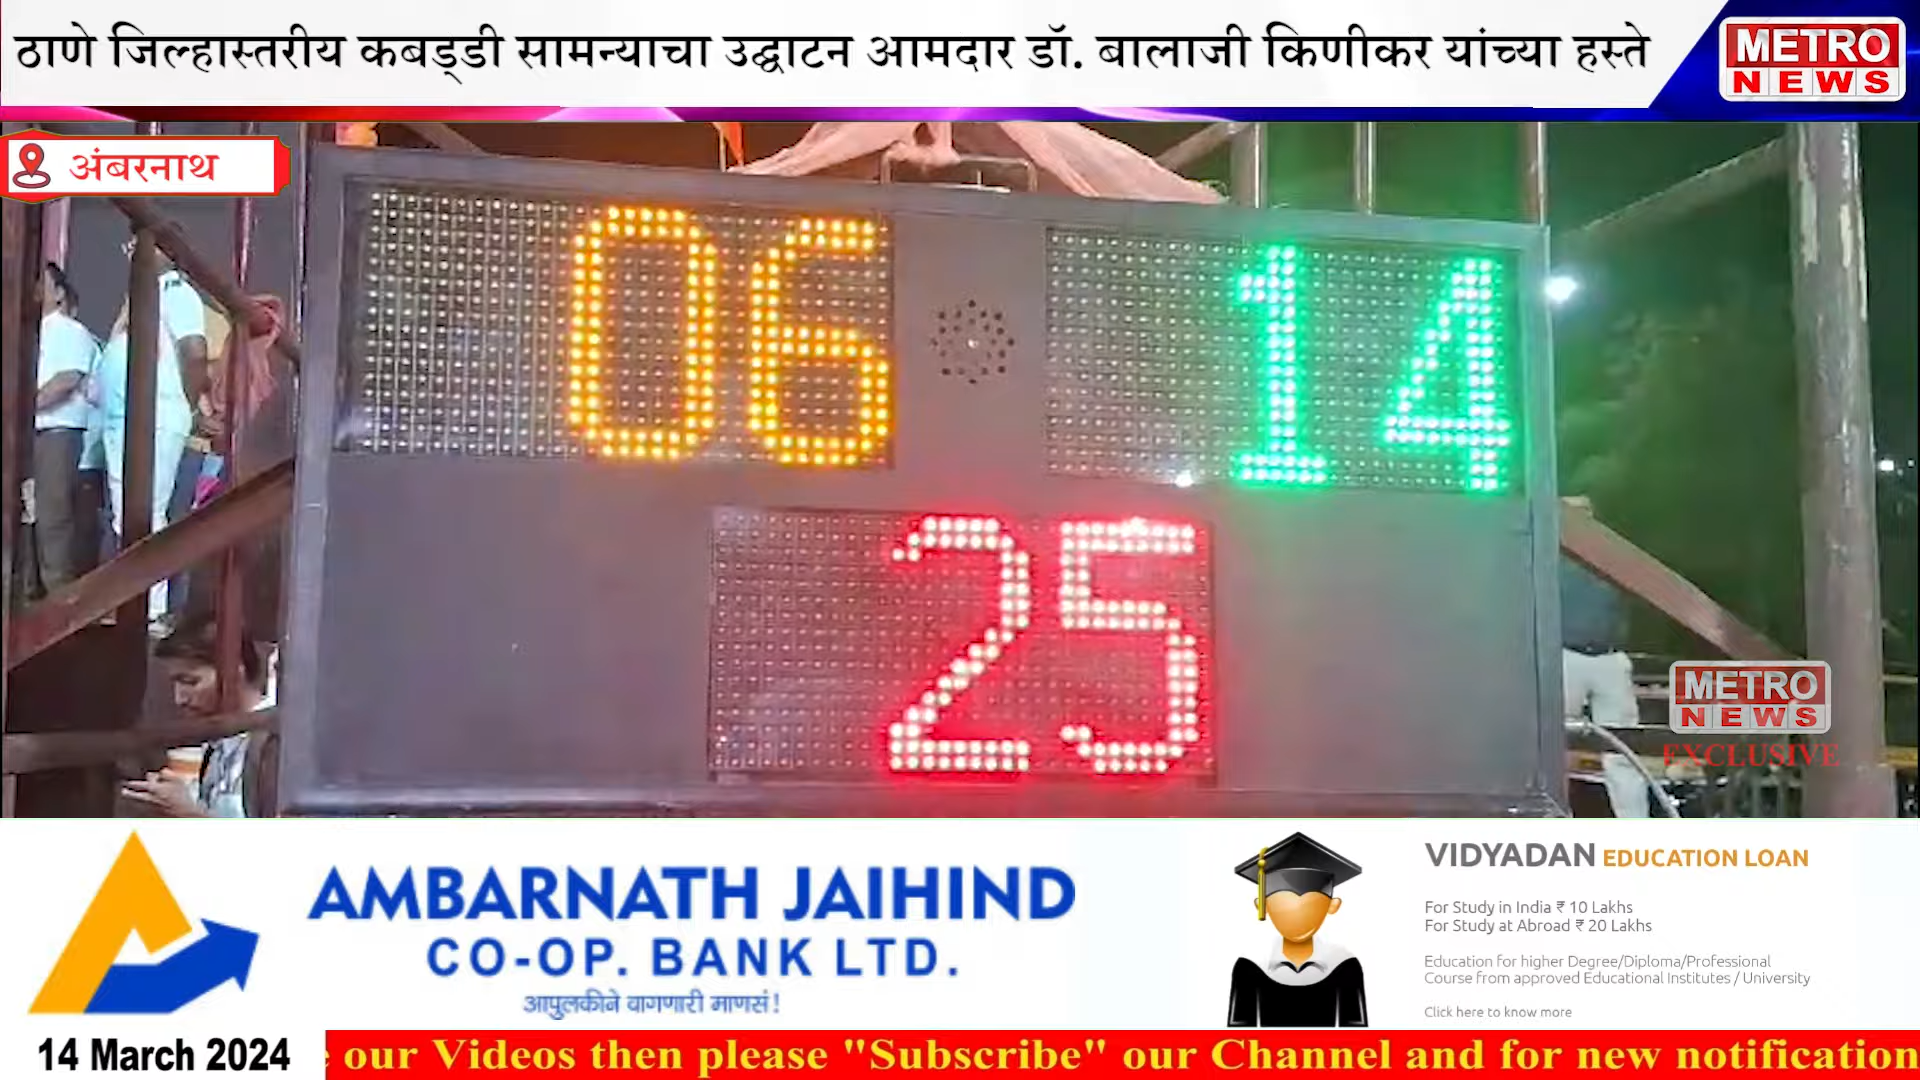 ठाणे जिल्हास्तरीय कबड्डी सामन्याचा उद्घाटन आमदार डॉ. बालाजी किणीकर यांच्या हस्ते
METRO
NEWS
अंबरनाथ
06 14
25
METRO
NEWS
EXCLUSIVE
AMBARNATH JAIHIND
CO-OP. BANK LTD.
आपुलकीने वागणारी माणसं!
VIDYADAN EDUCATION LOAN
For Study in India ₹ 10 Lakhs
For Study at Abroad ₹ 20 Lakhs
Education for higher Degree/Diploma/Professional
Course from approved Educational Institutes / University
Click here to know more
14 March 2024
our Videos then please "Subscribe" our Channel and for new notification